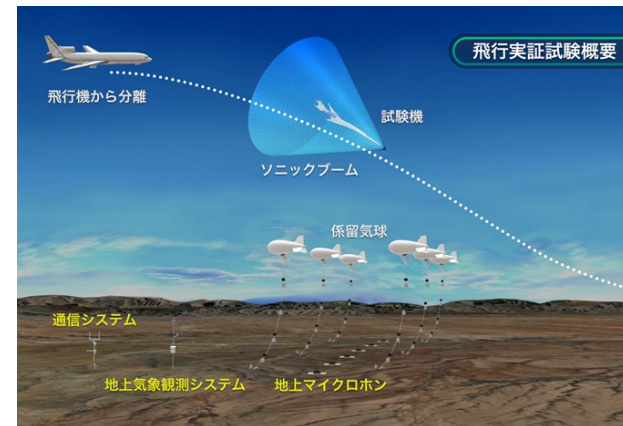 飛行実証試験概要
飛行機から分離
試験機
ソニックブーム
係留気球
通信システム
地上気象観測システム
地上マイクロホン